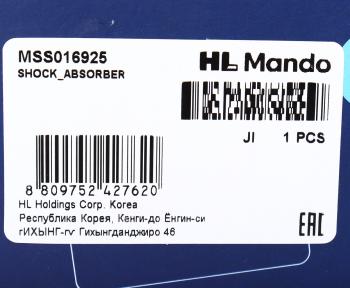 MSS016925
SHOCK_ABSORBER
HL Mando
JI 1 PCS
8 809752 427620
HL Holdings Corp. Korea
Республика Корея, Кенги-до Ёнгин-си
гИХЫНГ-гу Гихынгданджиро 46
EAC